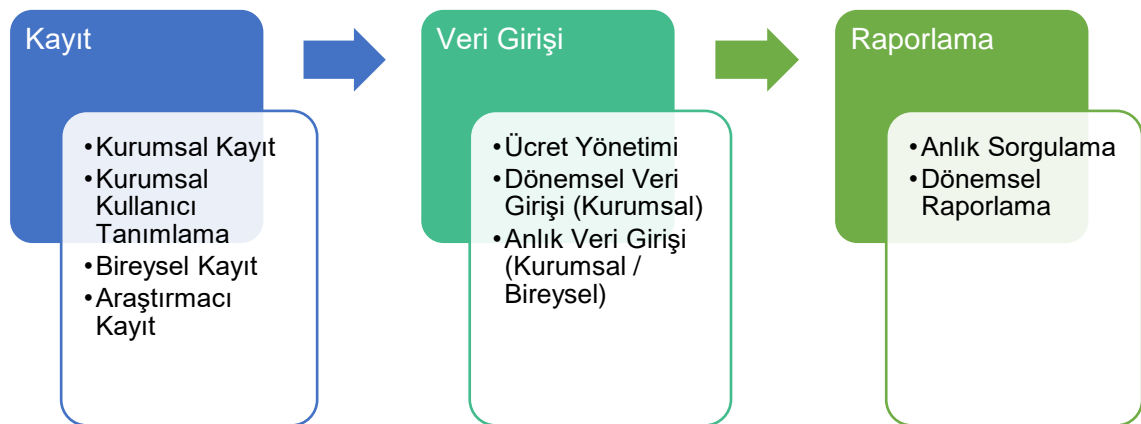 Kayıt
•Kurumsal Kayıt
•Kurumsal
Kullanıcı
Tanımlama
•Bireysel Kayıt
•Araştırmacı
Kayıt
Veri Girişi
•Ücret Yönetimi
•Dönemsel Veri
Girişi (Kurumsal)
•Anlık Veri Girişi
(Kurumsal /
Bireysel)
Raporlama
•Anlık Sorgulama
•Dönemsel
Raporlama